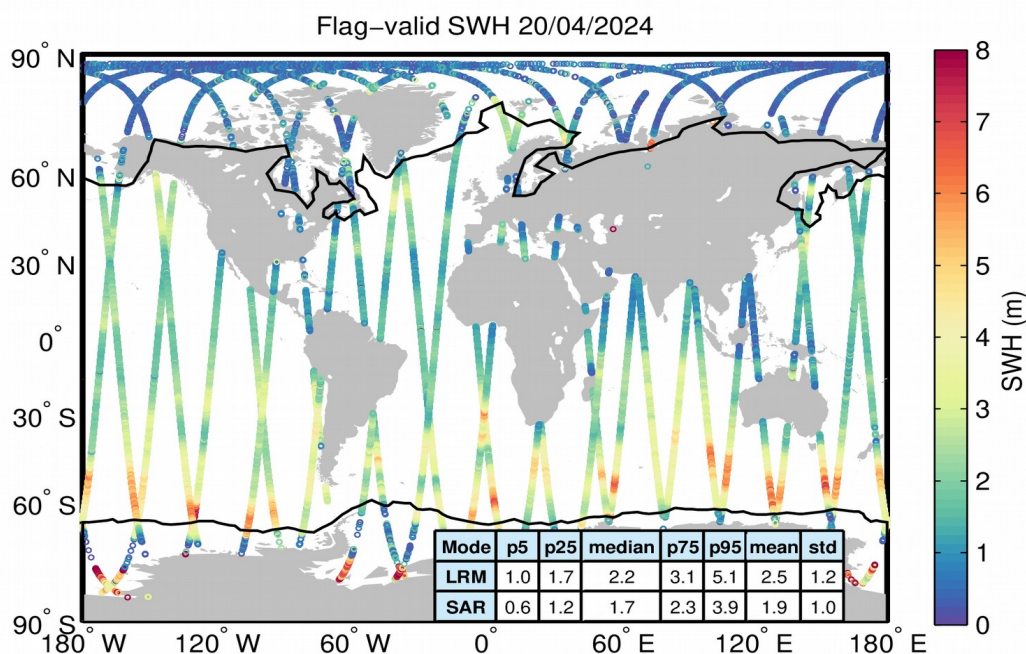 Flag−valid SWH 20/04/2024
90° N
60° N
30° N
0°
30° S
60° S
90° S
180° W
120° W
60° W
0°
60° E
120° E
180° E
8
7
6
5
4
3
2
1
0
SWH (m)
Mode p5 p25 median p75 p95 mean std
LRM 1.0 1.7 2.2 3.1 5.1 2.5 1.2
SAR 0.6 1.2 1.7 2.3 3.9 1.9 1.0